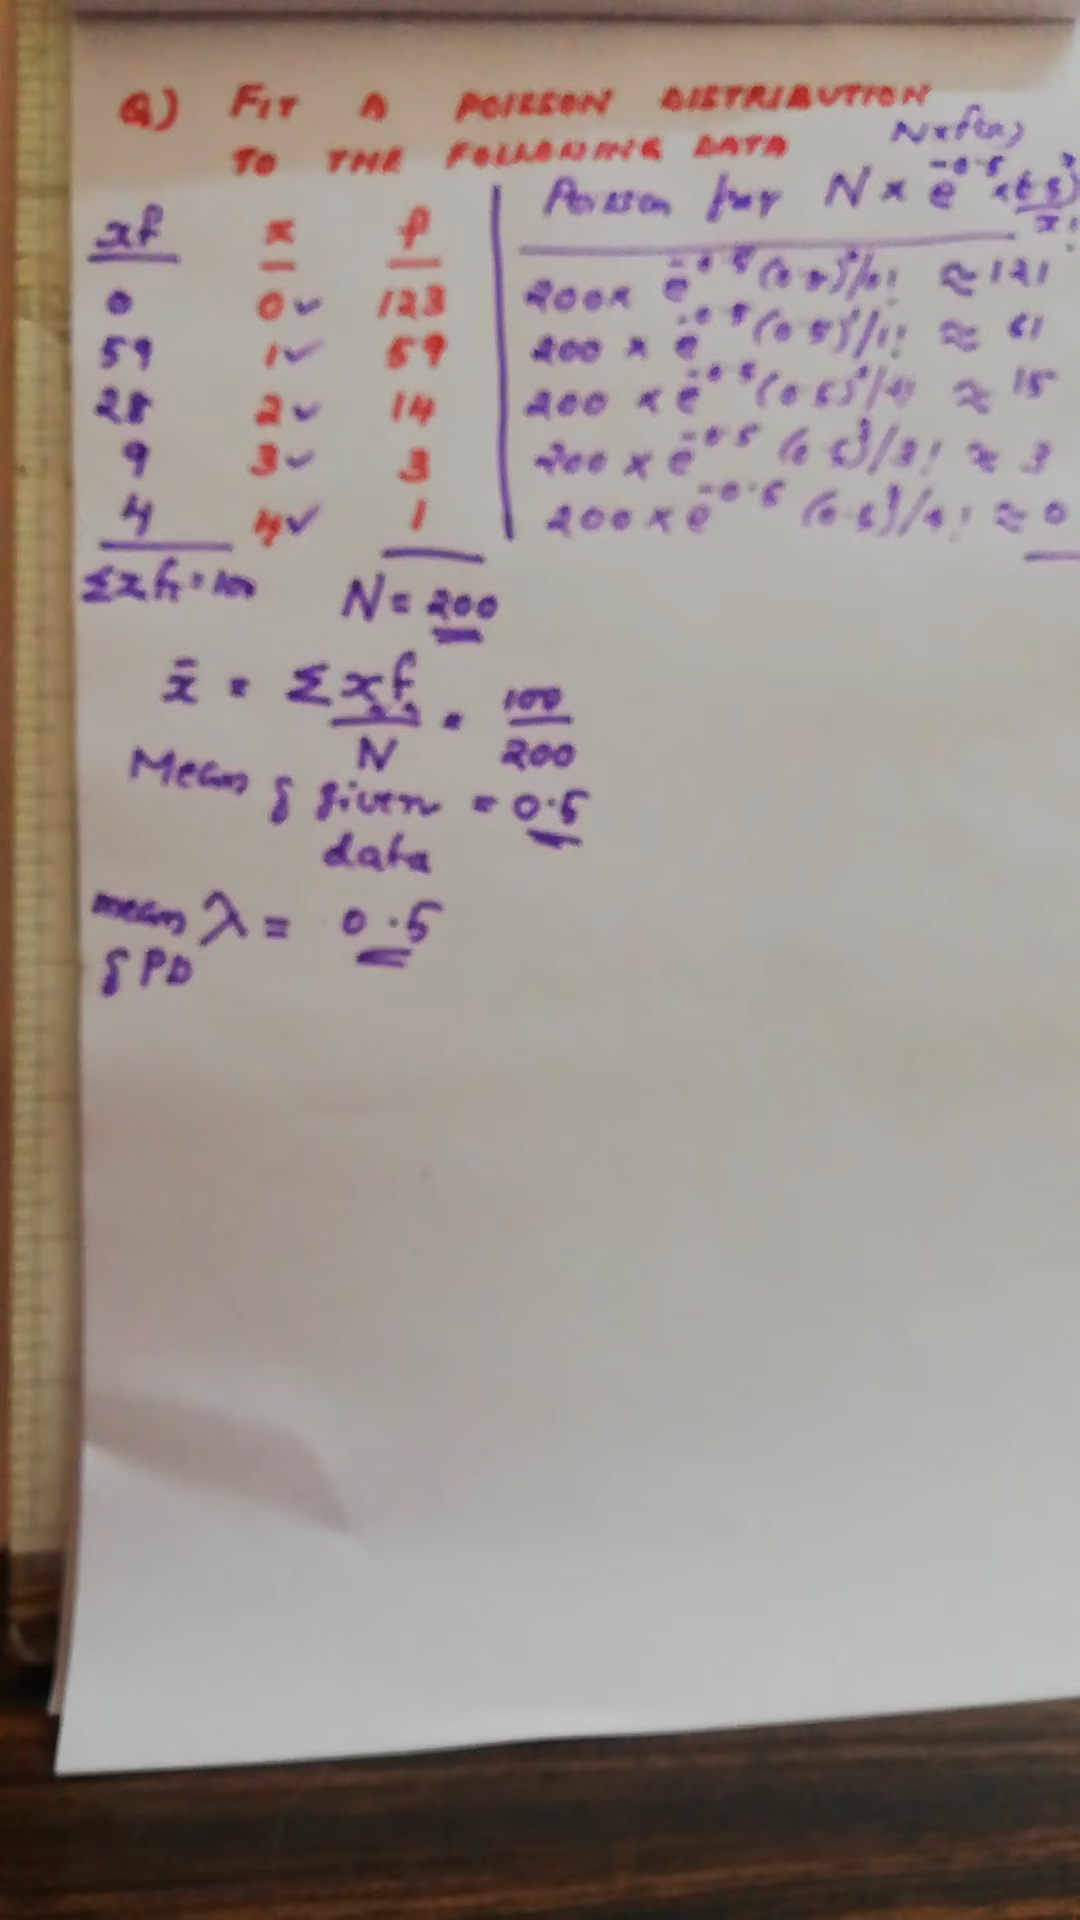 Q) FIT A POISSON DISTRIBUTION
TO THE FOLLOWING DATA
N x f(x)
Poisson N x e^-0.5 x (0.5)^x / x!
xf x f
0 0 ✓ 123 200 x e^-0.5 (0.5)^0/0! ≈ 121
59 1 ✓ 59 200 x e^-0.5 (0.5)^1/1! ≈ 61
28 2 ✓ 14 200 x e^-0.5 (0.5)^2/ ≈ 15
9 3 ✓ 3 200 x e^-0.5 (0.5)^3/3! ≈ 3
4 4 ✓ 1 200 x e^-0.5 (0.5)^4/4! ≈ 0
Σxf = 100 N = 200
x̄ = Σxf / N = 100 / 200
Mean of given = 0.5
data
mean λ = 0.5
of PD